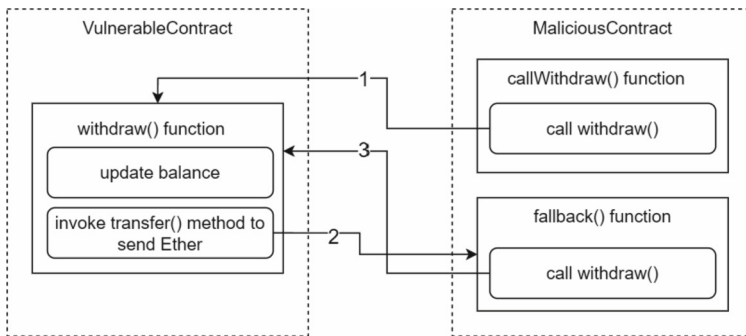 VulnerableContract
withdraw() function
update balance
invoke transfer() method to
send Ether
1
3
2
MaliciousContract
callWithdraw() function
call withdraw()
fallback() function
call withdraw()